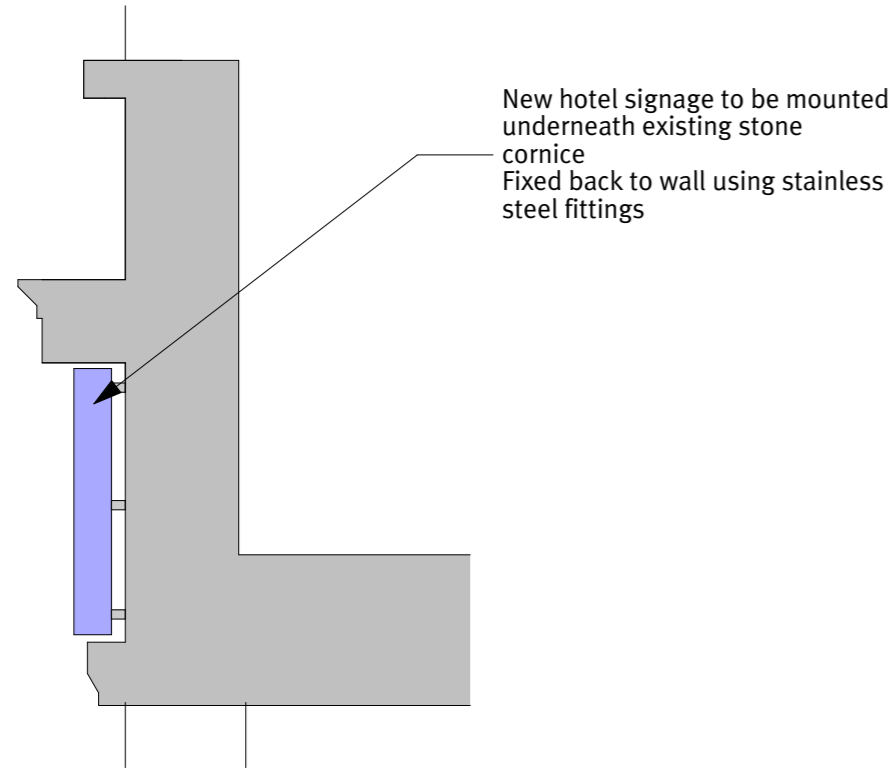 New hotel signage to be mounted
underneath existing stone
cornice
Fixed back to wall using stainless
steel fittings